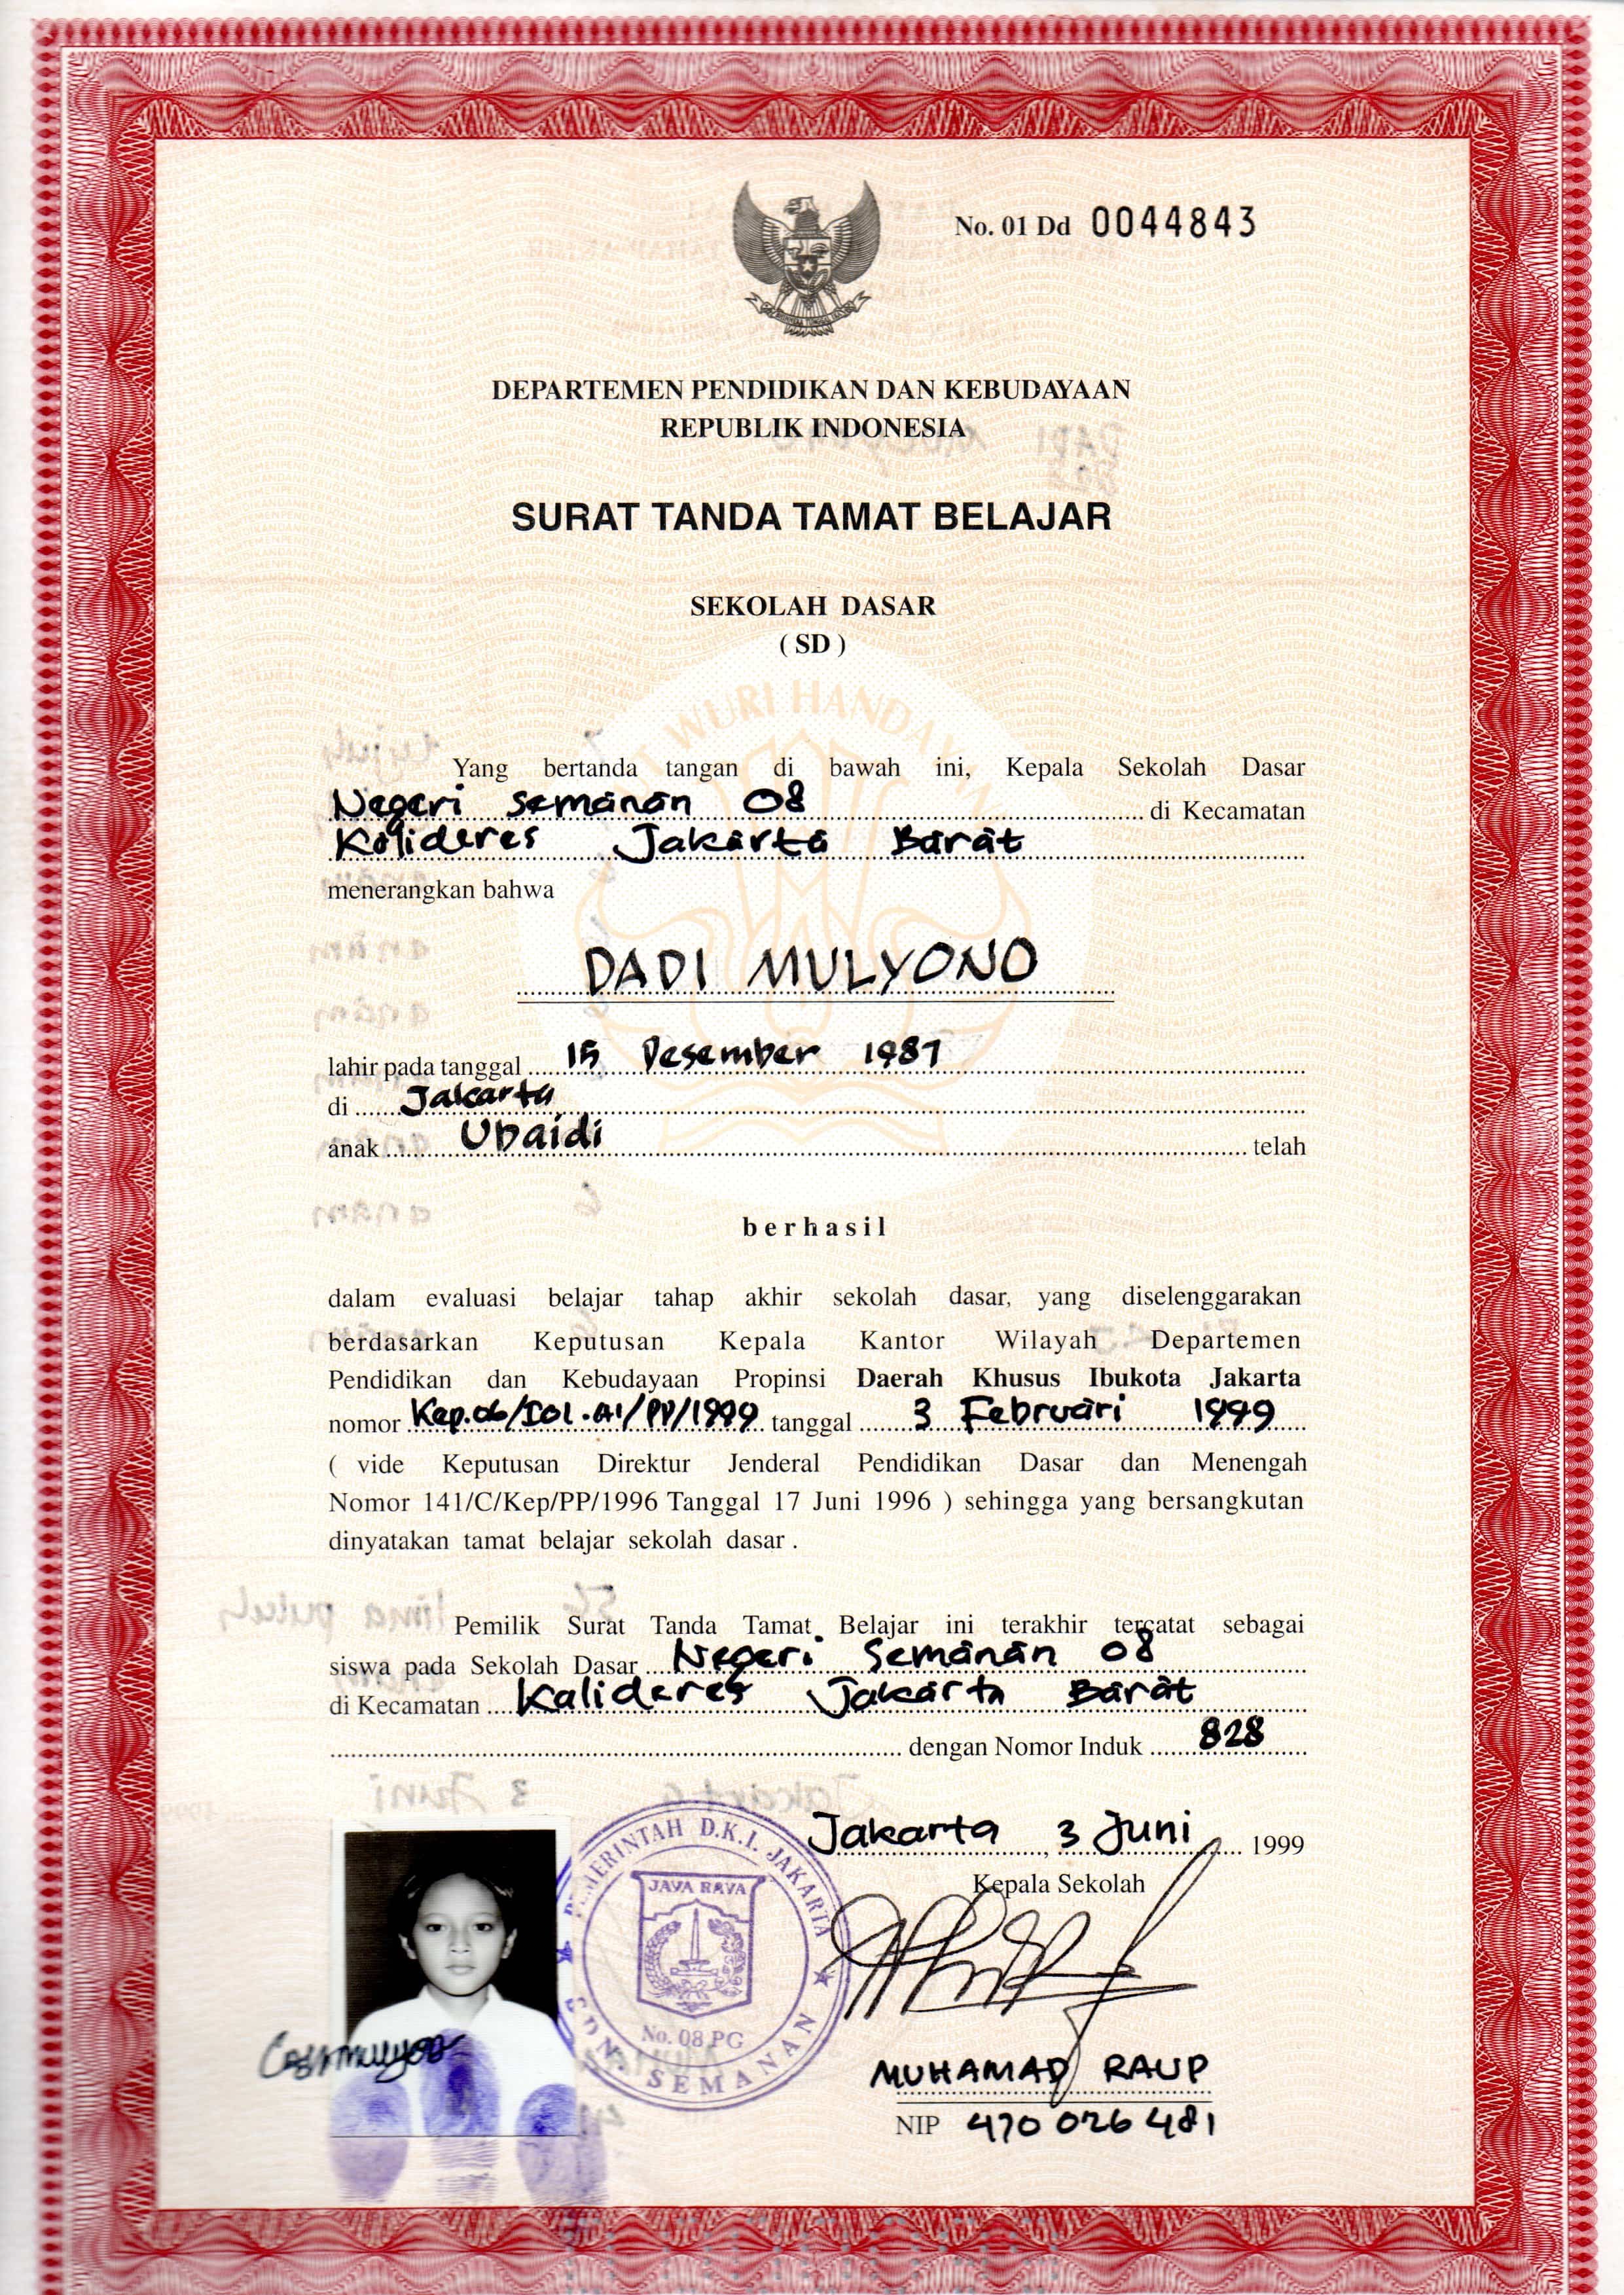 No. 01 Dd 0044843
DEPARTEMEN PENDIDIKAN DAN KEBUDAYAAN
REPUBLIK INDONESIA
SURAT TANDA TAMAT BELAJAR
SEKOLAH DASAR
( SD )
Yang bertanda tangan di bawah ini, Kepala Sekolah Dasar
Negeri Semanan 08 di Kecamatan
Kalideres Jakarta Barat
menerangkan bahwa
DADI MULYONO
lahir pada tanggal 15 Desember 1987
di Jakarta
anak Ubaidi telah
berhasil
dalam evaluasi belajar tahap akhir sekolah dasar, yang diselenggarakan
berdasarkan Keputusan Kepala Kantor Wilayah Departemen
Pendidikan dan Kebudayaan Propinsi Daerah Khusus Ibukota Jakarta
nomor Kep.06/I01.A1/PP/1999 tanggal 3 Februari 1999
( vide Keputusan Direktur Jenderal Pendidikan Dasar dan Menengah
Nomor 141/C/Kep/PP/1996 Tanggal 17 Juni 1996 ) sehingga yang bersangkutan
dinyatakan tamat belajar sekolah dasar .
Pemilik Surat Tanda Tamat Belajar ini terakhir tercatat sebagai
siswa pada Sekolah Dasar Negeri Semanan 08
di Kecamatan Kalideres Jakarta Barat
dengan Nomor Induk 828
Jakarta, 3 Juni 1999
Kepala Sekolah
PEMERINTAH D.K.I. JAKARTA
JAYA RAYA
No. 08 PG
SDN. SEMANAN
MUHAMAD RAUP
NIP 470 026 481